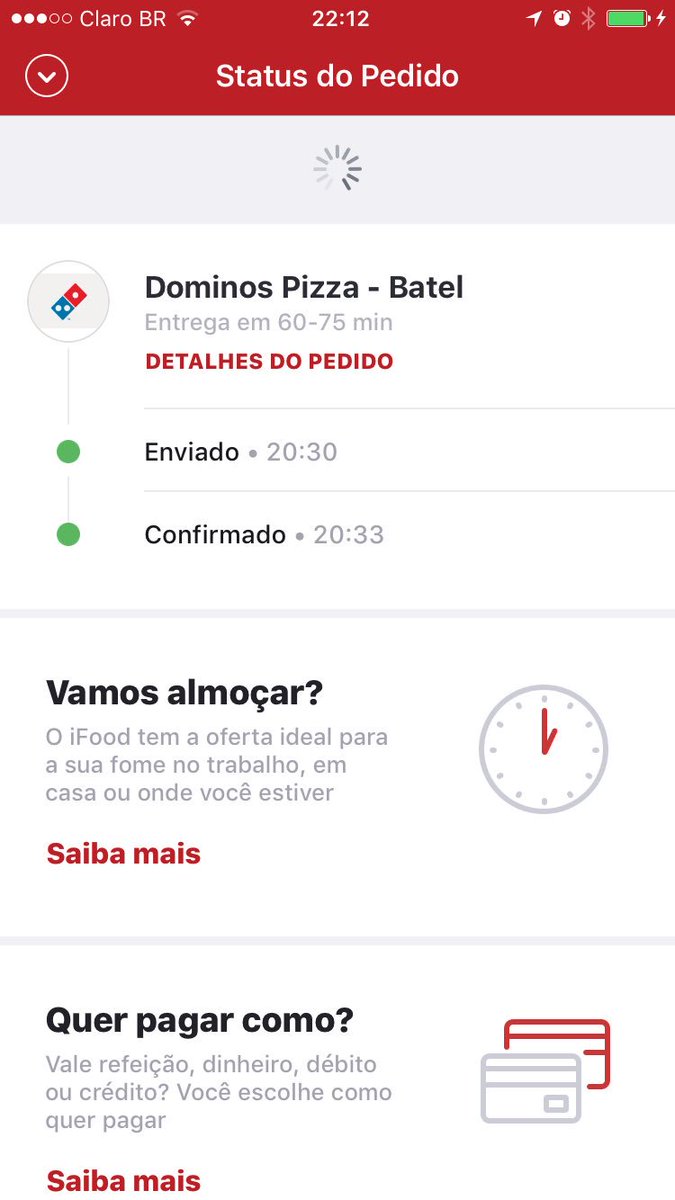 Claro BR 22:12
Status do Pedido
Dominos Pizza - Batel
Entrega em 60-75 min
DETALHES DO PEDIDO
Enviado • 20:30
Confirmado • 20:33
Vamos almoçar?
O iFood tem a oferta ideal para
a sua fome no trabalho, em
casa ou onde você estiver
Saiba mais
Quer pagar como?
Vale refeição, dinheiro, débito
ou crédito? Você escolhe como
quer pagar
Saiba mais